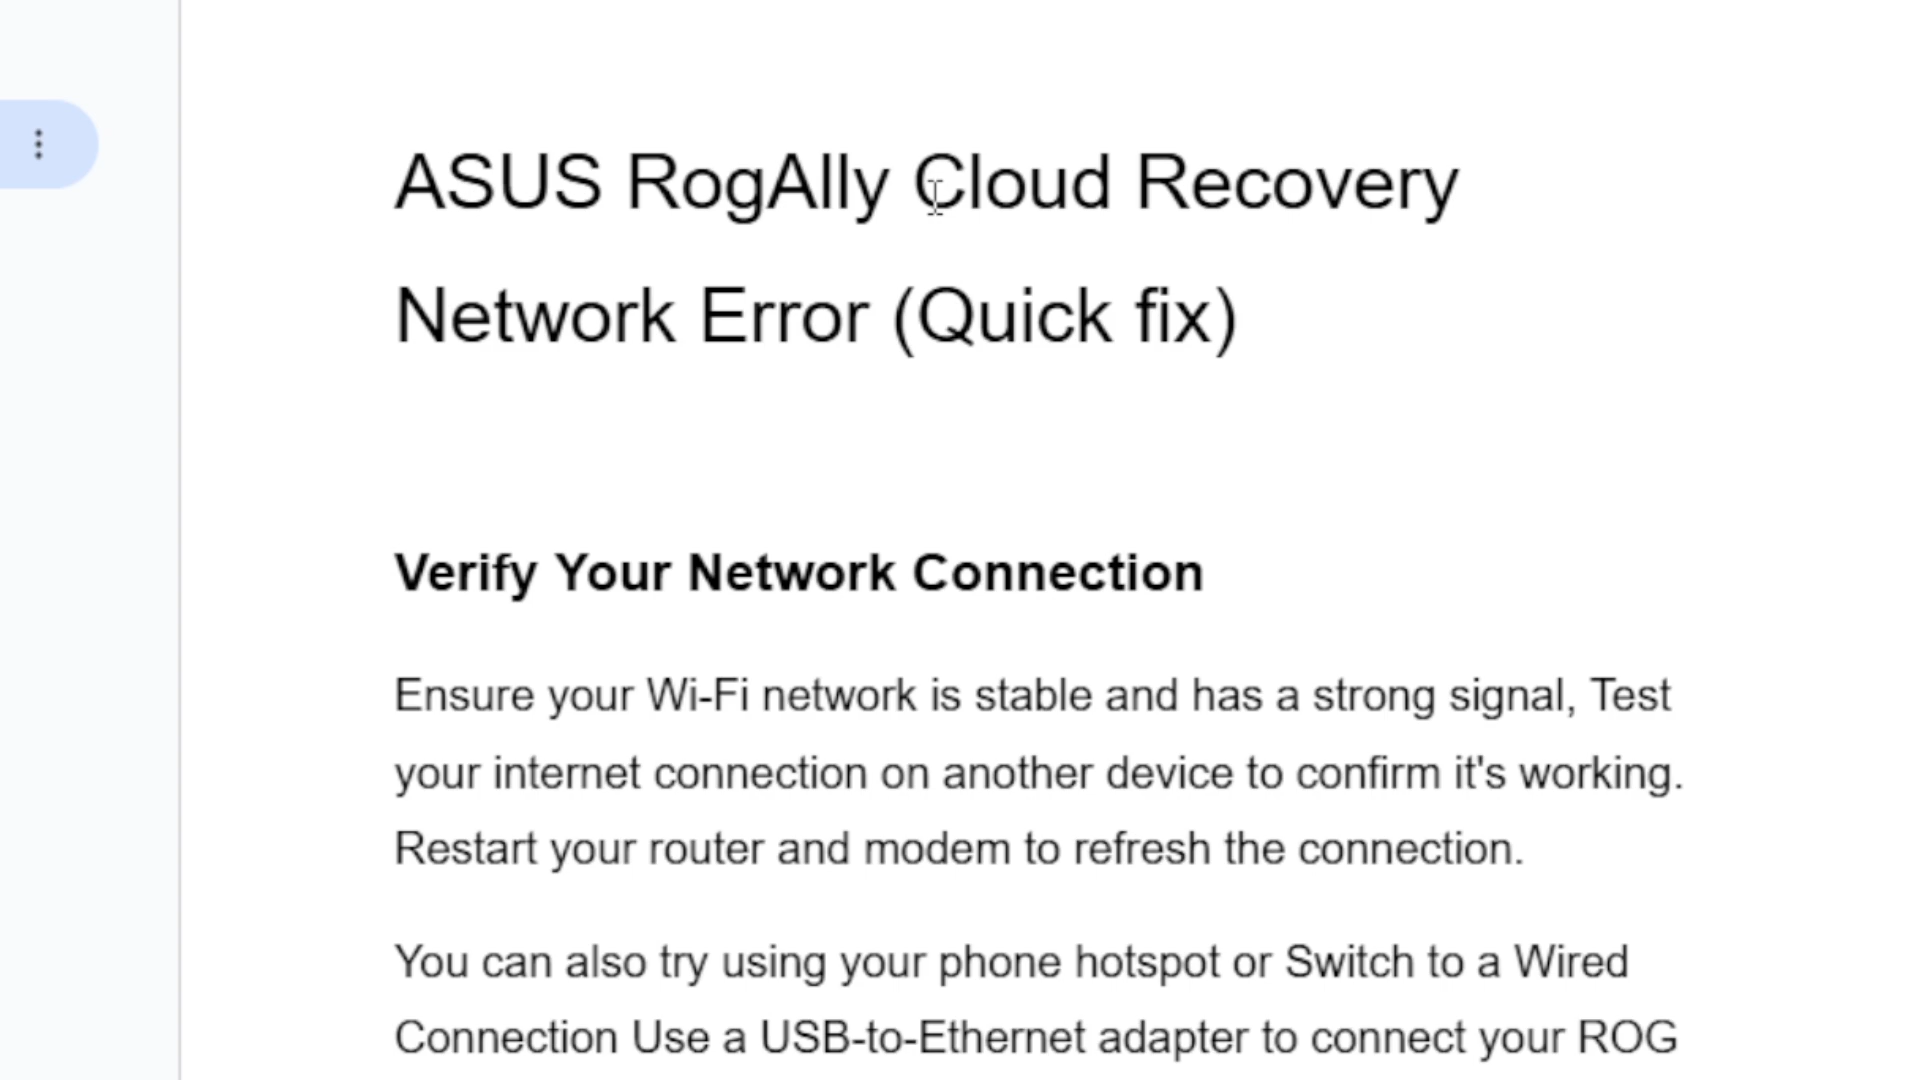 ASUS RogAlly Cloud Recovery
Network Error (Quick fix)
Verify Your Network Connection
Ensure your Wi-Fi network is stable and has a strong signal, Test
your internet connection on another device to confirm it's working.
Restart your router and modem to refresh the connection.
You can also try using your phone hotspot or Switch to a Wired
Connection Use a USB-to-Ethernet adapter to connect your ROG